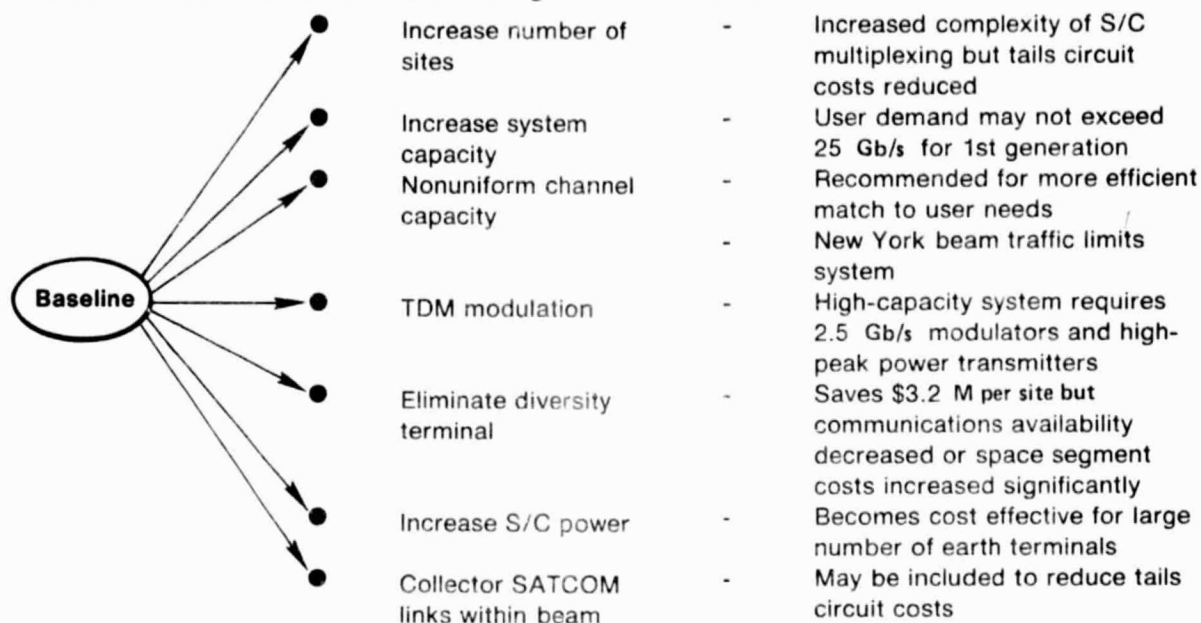 Increase number of - Increased complexity of S/C
sites multiplexing but tails circuit
costs reduced
Increase system - User demand may not exceed
capacity 25 Gb/s for 1st generation
Nonuniform channel - Recommended for more efficient
capacity match to user needs
- New York beam traffic limits
system
Baseline
TDM modulation - High-capacity system requires
2.5 Gb/s modulators and high-
peak power transmitters
Eliminate diversity - Saves $3.2 M per site but
terminal communications availability
decreased or space segment
costs increased significantly
Increase S/C power - Becomes cost effective for large
number of earth terminals
Collector SATCOM - May be included to reduce tails
links within beam circuit costs